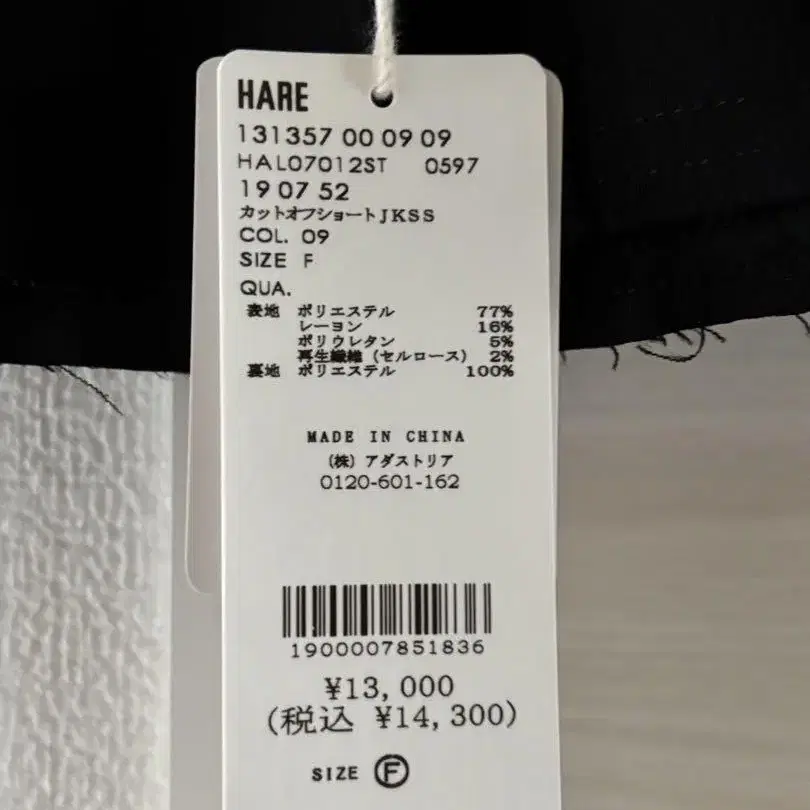 HARE
131357 00 09 09
HAL07012ST 0597
19 07 52
カットオフショートJKSS
COL. 09
SIZE F
QUA.
表地 ポリエステル 77%
レーヨン 16%
ポリウレタン 5%
再生繊維 (セルロース) 2%
裏地 ポリエステル 100%
MADE IN CHINA
(株) アダストリア
0120-601-162
1900007851836
¥13,000
(税込 ¥14,300)
SIZE F